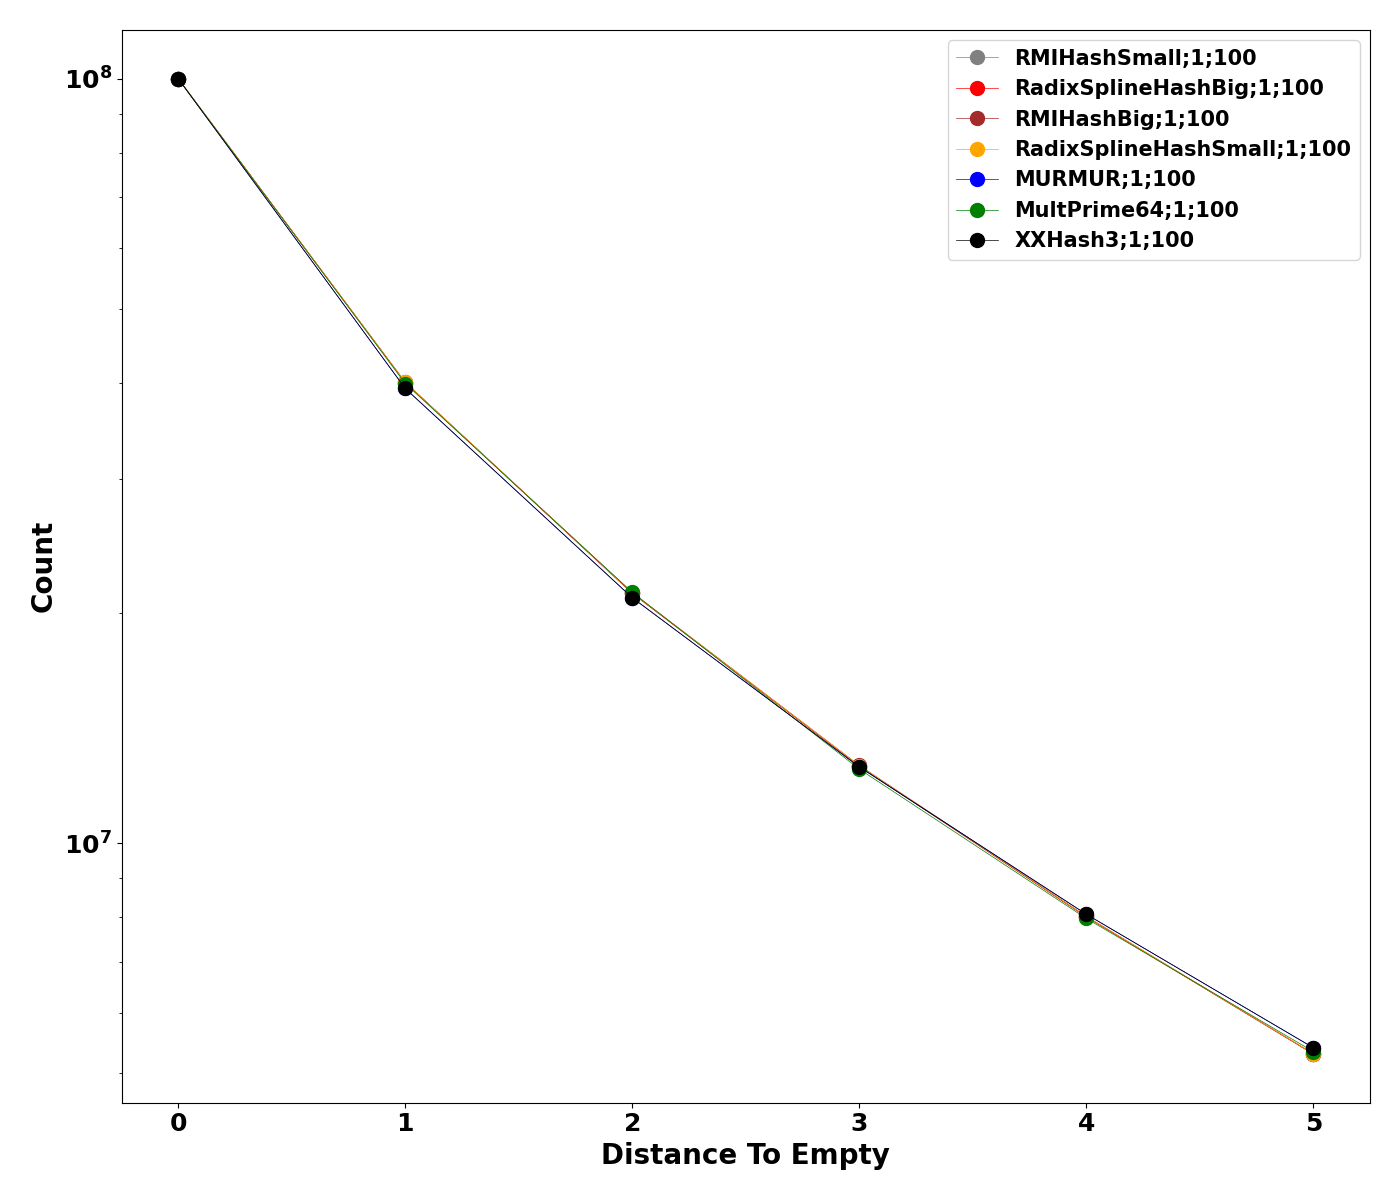 10⁸
10⁷
Count
RMIHashSmall;1;100
RadixSplineHashBig;1;100
RMIHashBig;1;100
RadixSplineHashSmall;1;100
MURMUR;1;100
MultPrime64;1;100
XXHash3;1;100
0 1 2 3 4 5
Distance To Empty